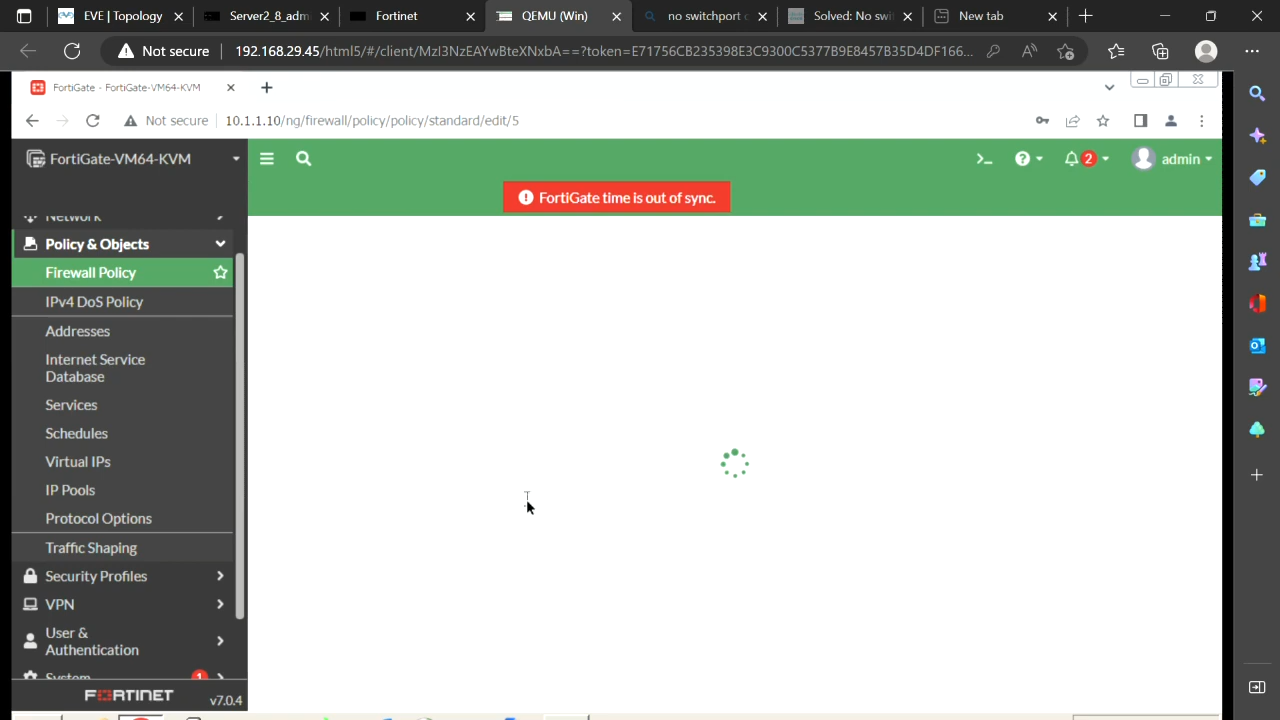 EVE | Topology
Server2_8_adm
Fortinet
QEMU (Win)
no switchport c
Solved: No swi
New tab
Not secure
192.168.29.45/html5/#/client/MzI3NzEAYwBteXNxbA==?token=E71756CB235398E3C9300C5377B9E8457B35D4DF166...
FortiGate - FortiGate-VM64-KVM
Not secure
10.1.1.10/ng/firewall/policy/policy/standard/edit/5
FortiGate-VM64-KVM
>_
2
admin
FortiGate time is out of sync.
Network
Policy & Objects
Firewall Policy
IPv4 DoS Policy
Addresses
Internet Service
Database
Services
Schedules
Virtual IPs
IP Pools
Protocol Options
Traffic Shaping
Security Profiles
VPN
User &
Authentication
System
1
FORTINET
v7.0.4